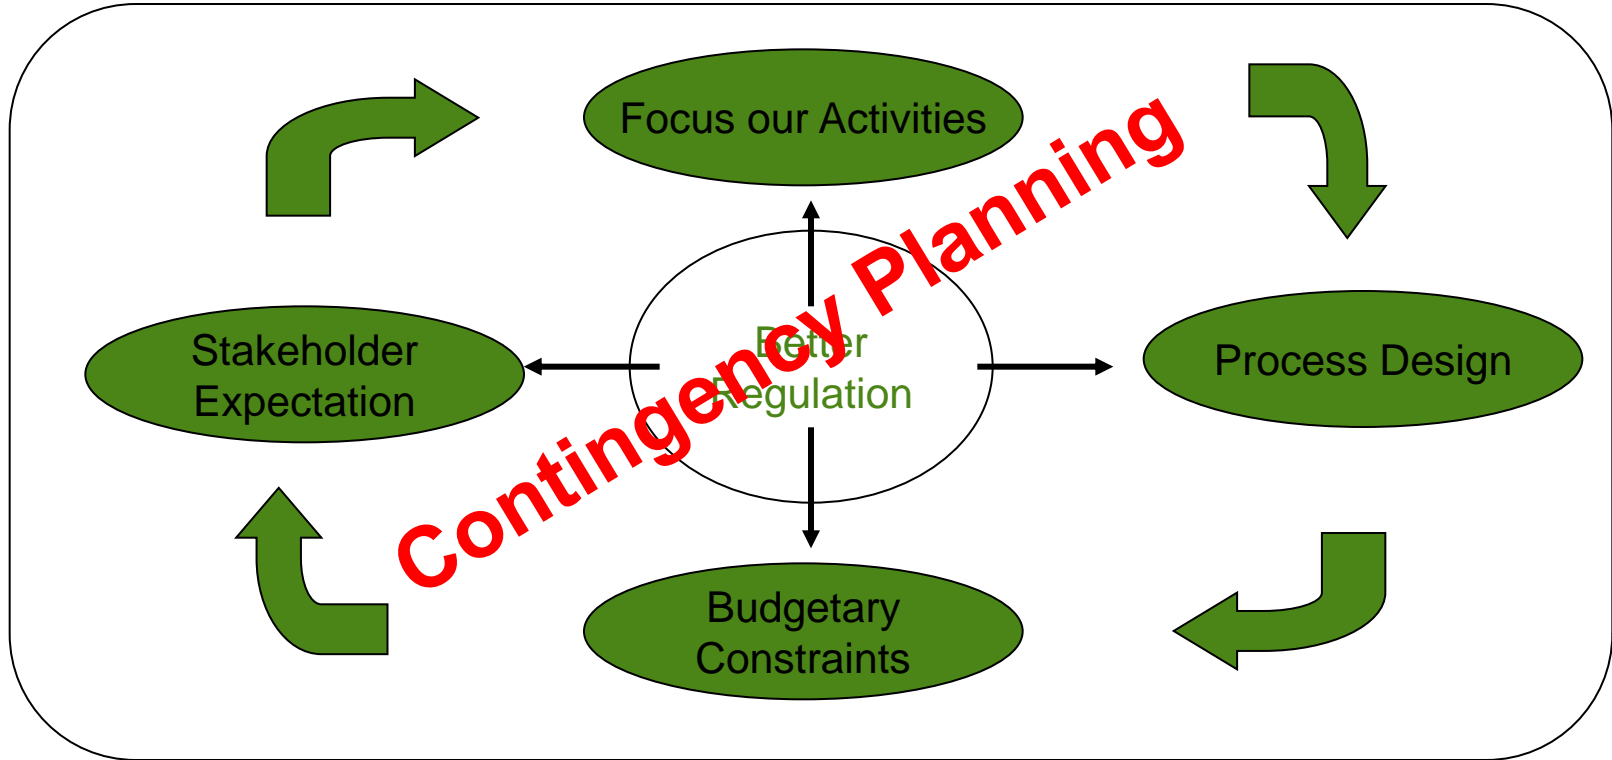 Focus our Activities
Contingency Planning
Better
Regulation
Stakeholder
Expectation
Process Design
Budgetary
Constraints